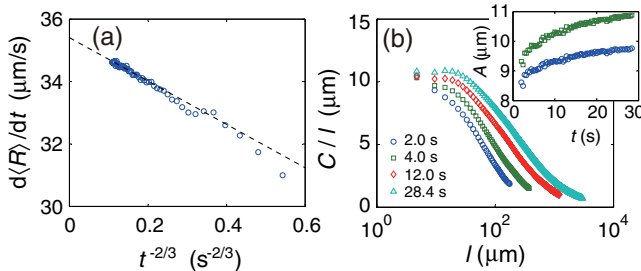 (a)
d⟨R⟩/dt (μm/s)
36
34
32
30
0
0.2
0.4
0.6
t^{-2/3} (s^{-2/3})
(b)
C / l (μm)
15
10
5
0
10^0
10^2
10^4
l (μm)
2.0 s
4.0 s
12.0 s
28.4 s
A (μm)
11
10
9
8
0
10
20
30
t (s)